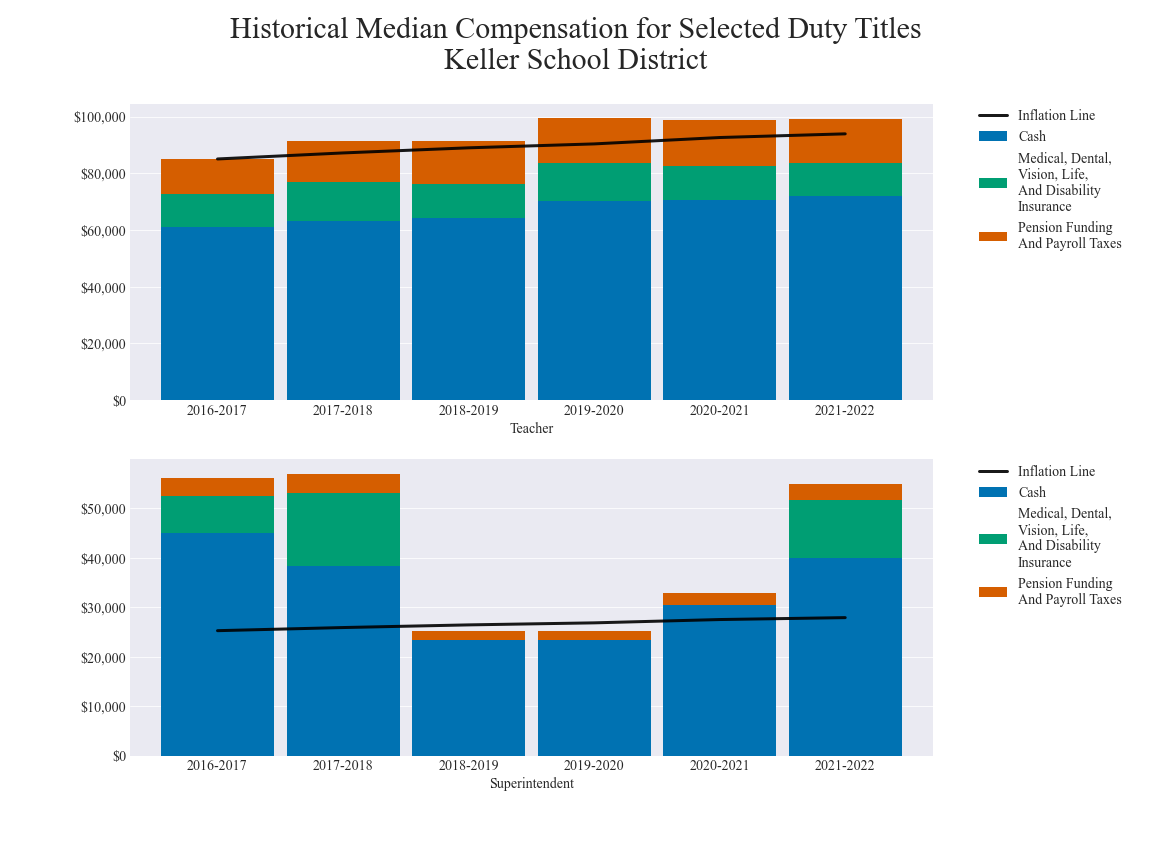 Historical Median Compensation for Selected Duty Titles
Keller School District
$100,000
$80,000
$60,000
$40,000
$20,000
$0
2016-2017
2017-2018
2018-2019
2019-2020
2020-2021
2021-2022
Teacher
Inflation Line
Cash
Medical, Dental,
Vision, Life,
And Disability
Insurance
Pension Funding
And Payroll Taxes
$50,000
$40,000
$30,000
$20,000
$10,000
$0
2016-2017
2017-2018
2018-2019
2019-2020
2020-2021
2021-2022
Superintendent
Inflation Line
Cash
Medical, Dental,
Vision, Life,
And Disability
Insurance
Pension Funding
And Payroll Taxes